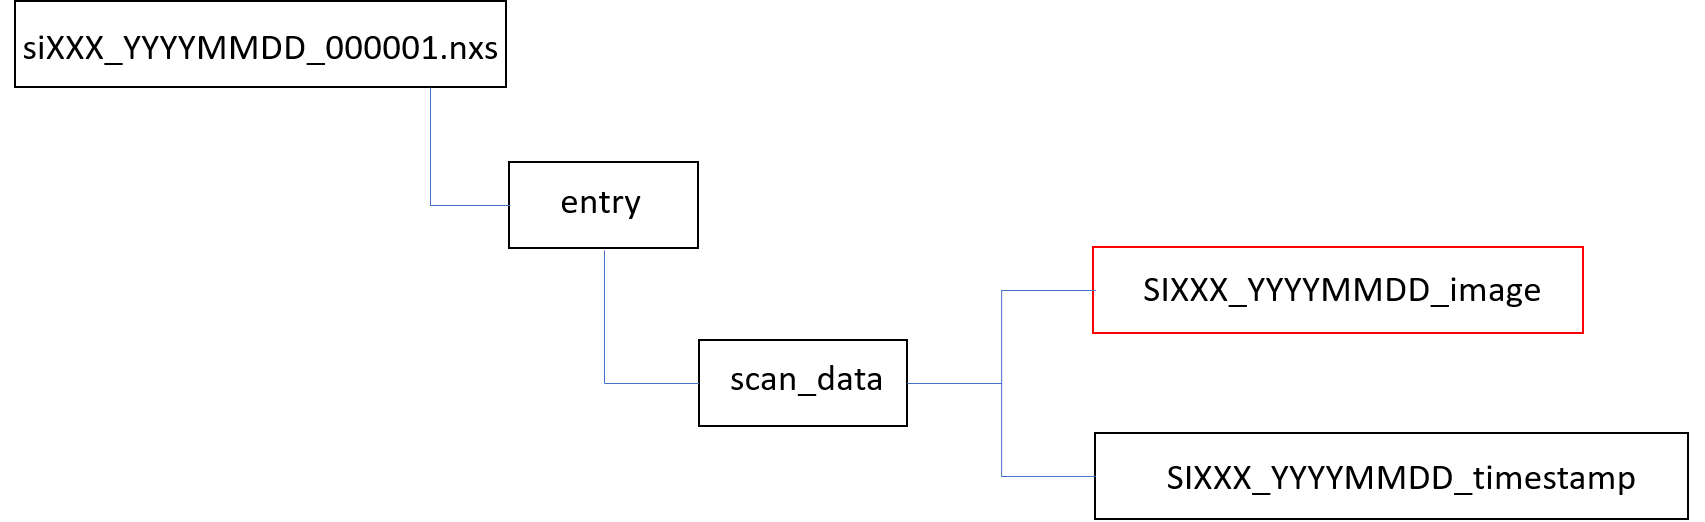 siXXX_YYYYMMDD_000001.nxs
entry
SIXXX_YYYYMMDD_image
scan_data
SIXXX_YYYYMMDD_timestamp